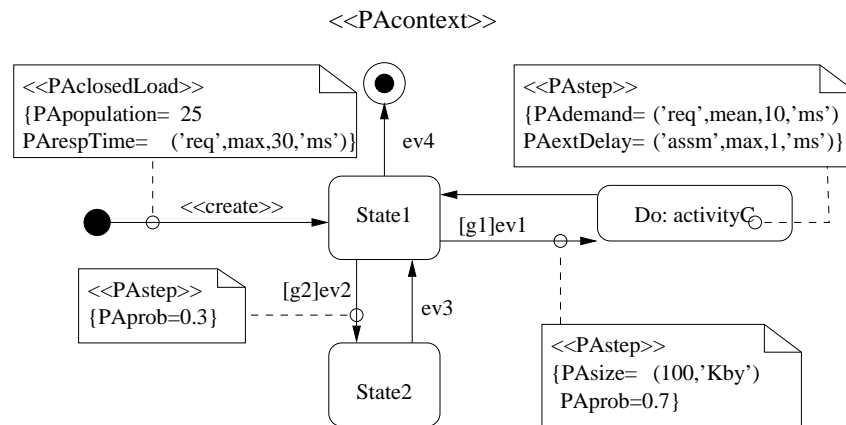 <<PAcontext>>
<<PAclosedLoad>>
{PApopulation= 25
PArespTime= ('req',max,30,'ms')}
<<PAstep>>
{PAdemand= ('req',mean,10,'ms')
PAextDelay= ('assm',max,1,'ms')}
ev4
<<create>>
State1
Do: activityC
[g1]ev1
<<PAstep>>
{PAprob=0.3}
[g2]ev2
ev3
State2
<<PAstep>>
{PAsize= (100,'Kby')
PAprob=0.7}